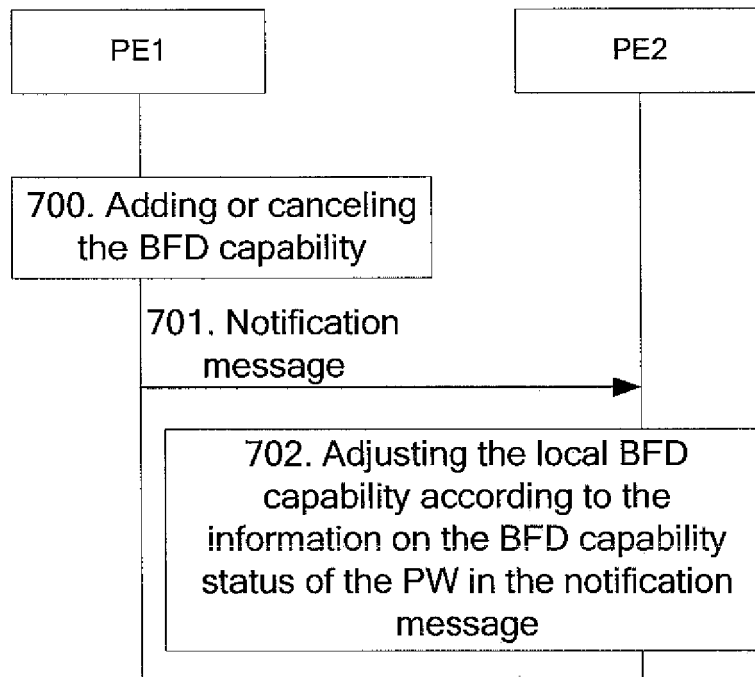 PE1
PE2
700. Adding or canceling
the BFD capability
701. Notification
message
702. Adjusting the local BFD
capability according to the
information on the BFD capability
status of the PW in the notification
message